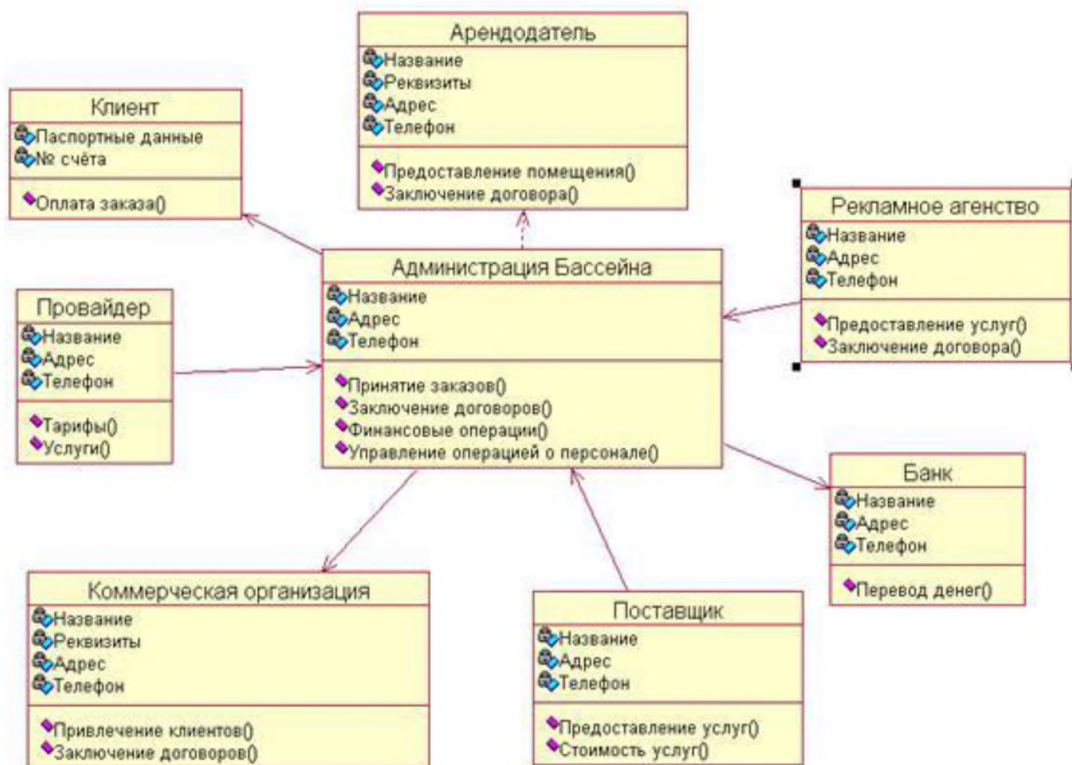 Арендодатель
Название
Реквизиты
Адрес
Телефон
Предоставление помещения()
Заключение договора()
Клиент
Паспортные данные
№ счёта
Оплата заказа()
Рекламное агенство
Название
Адрес
Телефон
Предоставление услуг()
Заключение договора()
Администрация Бассейна
Название
Адрес
Телефон
Принятие заказов()
Заключение договоров()
Финансовые операции()
Управление операцией о персонале()
Провайдер
Название
Адрес
Телефон
Тарифы()
Услуги()
Банк
Название
Адрес
Телефон
Перевод денег()
Коммерческая организация
Название
Реквизиты
Адрес
Телефон
Привлечение клиентов()
Заключение договоров()
Поставщик
Название
Адрес
Телефон
Предоставление услуг()
Стоимость услуг()